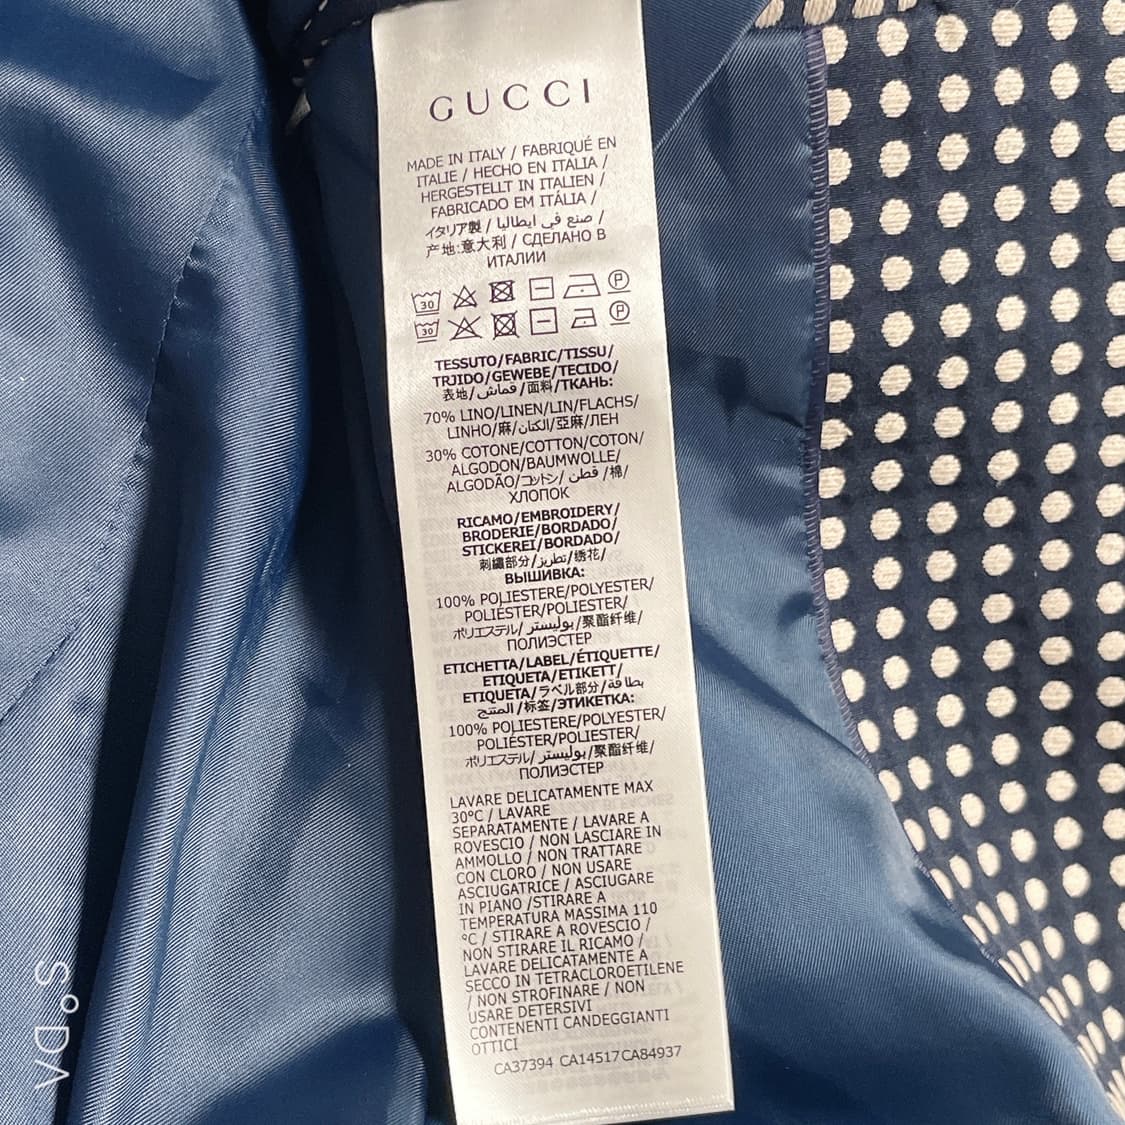 GUCCI
MADE IN ITALY / FABRIQUÉ EN
ITALIE / HECHO EN ITALIA /
HERGESTELLT IN ITALIEN /
FABRICADO EM ITÁLIA /
イタリア製 / صنع في ايطاليا /
产地:意大利 / СДЕЛАНО В
ИТАЛИИ
30 P
30 P
TESSUTO/FABRIC/TISSU/
TRJIDO/GEWEBE/TECIDO/
表地/قماش/面料/ТКАНЬ:
70% LINO/LINEN/LIN/FLACHS/
LINHO/麻/الكتان/亞麻/ЛЕН
30% COTONE/COTTON/COTON/
ALGODON/BAUMWOLLE/
ALGODÃO/コットン/ قطن /棉/
ХЛОПОК
RICAMO/EMBROIDERY/
BRODERIE/BORDADO/
STICKEREI/BORDADO/
刺繍部分/تطريز/绣花/
ВЫШИВКА:
100% POLIESTERE/POLYESTER/
POLIÉSTER/POLIESTER/
ポリエステル/بوليستر/聚酯纤维/
ПОЛИЭСТЕР
ETICHETTA/LABEL/ÉTIQUETTE/
ETIQUETA/ETIKETT/
ETIQUETA/ラベル部分/بطاقة
المنتج/标签/ЭТИКЕТКА:
100% POLIESTERE/POLYESTER/
POLIÉSTER/POLIESTER/
ポリエステル/بوليستر/聚酯纤维/
ПОЛИЭСТЕР
LAVARE DELICATAMENTE MAX
30°C / LAVARE
SEPARATAMENTE / LAVARE A
ROVESCIO / NON LASCIARE IN
AMMOLLO / NON TRATTARE
CON CLORO / NON USARE
ASCIUGATRICE / ASCIUGARE
IN PIANO /STIRARE A
TEMPERATURA MASSIMA 110
°C / STIRARE A ROVESCIO /
NON STIRARE IL RICAMO /
LAVARE DELICATAMENTE A
SECCO IN TETRACLOROETILENE
/ NON STROFINARE / NON
USARE DETERSIVI
CONTENENTI CANDEGGIANTI
OTTICI
CA37394 CA14517CA84937